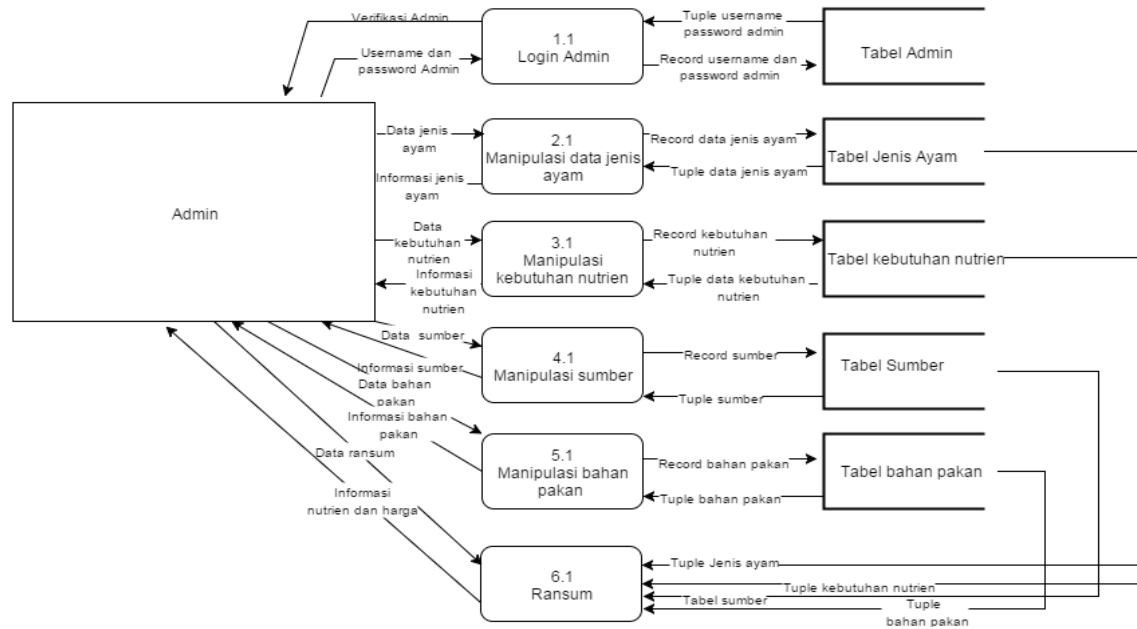 Verifikasi Admin
Username dan
password Admin
1.1
Login Admin
Tuple username
password admin
Record username dan
password admin
Tabel Admin
Admin
Data jenis
ayam
Informasi jenis
ayam
2.1
Manipulasi data jenis
ayam
Record data jenis ayam
Tuple data jenis ayam
Tabel Jenis Ayam
Data
kebutuhan
nutrien
Informasi
kebutuhan
nutrien
3.1
Manipulasi
kebutuhan nutrien
Record kebutuhan
nutrien
Tuple data kebutuhan
nutrien
Tabel kebutuhan nutrien
Data sumber
Informasi sumber
4.1
Manipulasi sumber
Record sumber
Tuple sumber
Tabel Sumber
Data bahan
pakan
Informasi bahan
pakan
5.1
Manipulasi bahan
pakan
Record bahan pakan
Tuple bahan pakan
Tabel bahan pakan
Data ransum
Informasi
nutrien dan harga
6.1
Ransum
Tuple Jenis ayam
Tuple kebutuhan nutrien
Tabel sumber
Tuple
bahan pakan